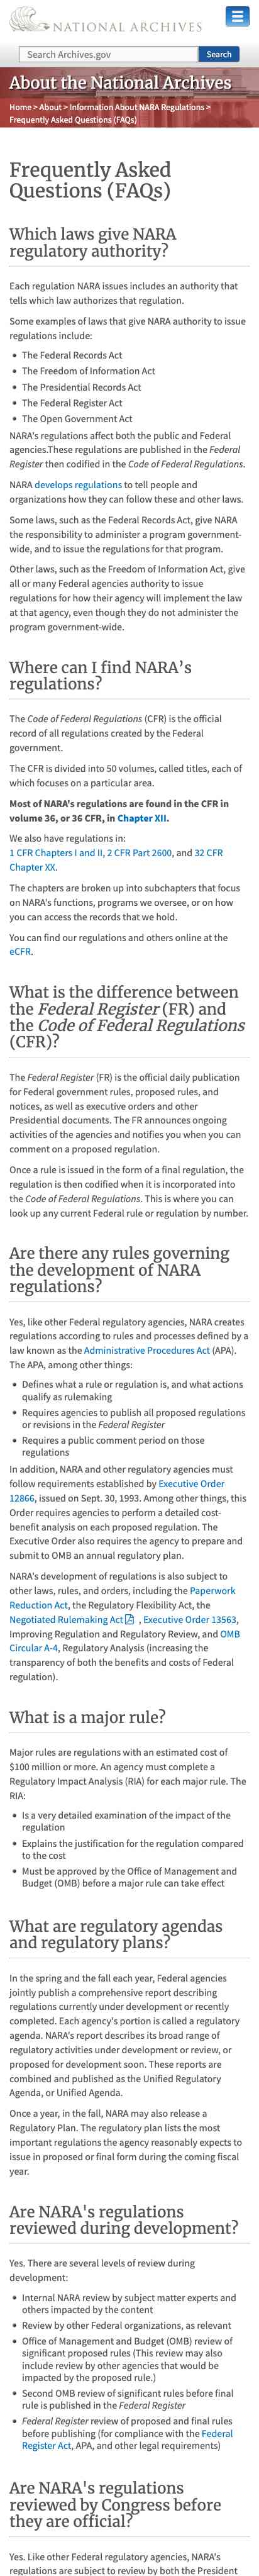 NATIONAL ARCHIVES
Search Archives.gov
Search
About the National Archives
Home > About > Information About NARA Regulations >
Frequently Asked Questions (FAQs)
Frequently Asked
Questions (FAQs)
Which laws give NARA
regulatory authority?
Each regulation NARA issues includes an authority that
tells which law authorizes that regulation.
Some examples of laws that give NARA authority to issue
regulations include:
• The Federal Records Act
• The Freedom of Information Act
• The Presidential Records Act
• The Federal Register Act
• The Open Government Act
NARA's regulations affect both the public and Federal
agencies.These regulations are published in the Federal
Register then codified in the Code of Federal Regulations.
NARA develops regulations to tell people and
organizations how they can follow these and other laws.
Some laws, such as the Federal Records Act, give NARA
the responsibility to administer a program government-
wide, and to issue the regulations for that program.
Other laws, such as the Freedom of Information Act, give
all or many Federal agencies authority to issue
regulations for how their agency will implement the law
at that agency, even though they do not administer the
program government-wide.
Where can I find NARA’s
regulations?
The Code of Federal Regulations (CFR) is the official
record of all regulations created by the Federal
government.
The CFR is divided into 50 volumes, called titles, each of
which focuses on a particular area.
Most of NARA's regulations are found in the CFR in
volume 36, or 36 CFR, in Chapter XII.
We also have regulations in:
1 CFR Chapters I and II, 2 CFR Part 2600, and 32 CFR
Chapter XX.
The chapters are broken up into subchapters that focus
on NARA's functions, programs we oversee, or on how
you can access the records that we hold.
You can find our regulations and others online at the
eCFR.
What is the difference between
the Federal Register (FR) and
the Code of Federal Regulations
(CFR)?
The Federal Register (FR) is the official daily publication
for Federal government rules, proposed rules, and
notices, as well as executive orders and other
Presidential documents. The FR announces ongoing
activities of the agencies and notifies you when you can
comment on a proposed regulation.
Once a rule is issued in the form of a final regulation, the
regulation is then codified when it is incorporated into
the Code of Federal Regulations. This is where you can
look up any current Federal rule or regulation by number.
Are there any rules governing
the development of NARA
regulations?
Yes, like other Federal regulatory agencies, NARA creates
regulations according to rules and processes defined by a
law known as the Administrative Procedures Act (APA).
The APA, among other things:
• Defines what a rule or regulation is, and what actions
qualify as rulemaking
• Requires agencies to publish all proposed regulations
or revisions in the Federal Register
• Requires a public comment period on those
regulations
In addition, NARA and other regulatory agencies must
follow requirements established by Executive Order
12866, issued on Sept. 30, 1993. Among other things, this
Order requires agencies to perform a detailed cost-
benefit analysis on each proposed regulation. The
Executive Order also requires the agency to prepare and
submit to OMB an annual regulatory plan.
NARA's development of regulations is also subject to
other laws, rules, and orders, including the Paperwork
Reduction Act, the Regulatory Flexibility Act, the
Negotiated Rulemaking Act , Executive Order 13563,
Improving Regulation and Regulatory Review, and OMB
Circular A-4, Regulatory Analysis (increasing the
transparency of both the benefits and costs of Federal
regulation).
What is a major rule?
Major rules are regulations with an estimated cost of
$100 million or more. An agency must complete a
Regulatory Impact Analysis (RIA) for each major rule. The
RIA:
• Is a very detailed examination of the impact of the
regulation
• Explains the justification for the regulation compared
to the cost
• Must be approved by the Office of Management and
Budget (OMB) before a major rule can take effect
What are regulatory agendas
and regulatory plans?
In the spring and the fall each year, Federal agencies
jointly publish a comprehensive report describing
regulations currently under development or recently
completed. Each agency's portion is called a regulatory
agenda. NARA's report describes its broad range of
regulatory activities under development or review, or
proposed for development soon. These reports are
combined and published as the Unified Regulatory
Agenda, or Unified Agenda.
Once a year, in the fall, NARA may also release a
Regulatory Plan. The regulatory plan lists the most
important regulations the agency reasonably expects to
issue in proposed or final form during the coming fiscal
year.
Are NARA's regulations
reviewed during development?
Yes. There are several levels of review during
development:
• Internal NARA review by subject matter experts and
others impacted by the content
• Review by other Federal organizations, as relevant
• Office of Management and Budget (OMB) review of
significant proposed rules (This review may also
include review by other agencies that would be
impacted by the proposed rule.)
• Second OMB review of significant rules before final
rule is published in the Federal Register
• Federal Register review of proposed and final rules
before publishing (for compliance with the Federal
Register Act, APA, and other legal requirements)
Are NARA's regulations
reviewed by Congress before
they are official?
Yes. Like other Federal regulatory agencies, NARA's
regulations are subject to review by both the President